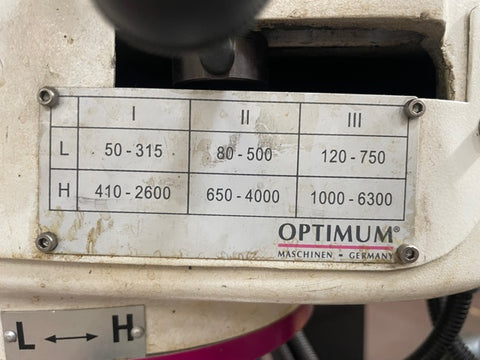 I II III
L 50 - 315 80 - 500 120 - 750
H 410 - 2600 650 - 4000 1000 - 6300
OPTIMUM®
MASCHINEN - GERMANY
L ↔ H